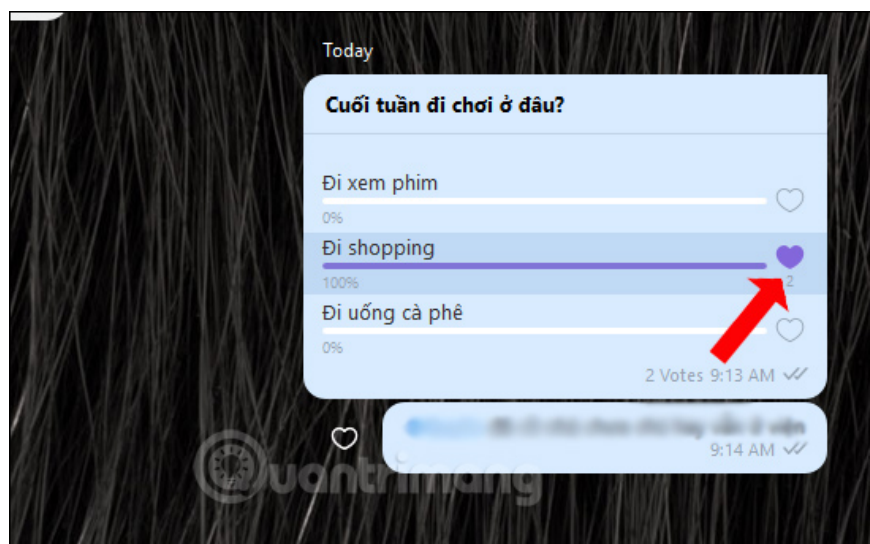 Today
Cuối tuần đi chơi ở đâu?
Đi xem phim
0%
Đi shopping
100%
2
Đi uống cà phê
0%
2 Votes 9:13 AM
9:14 AM
Quantrimang